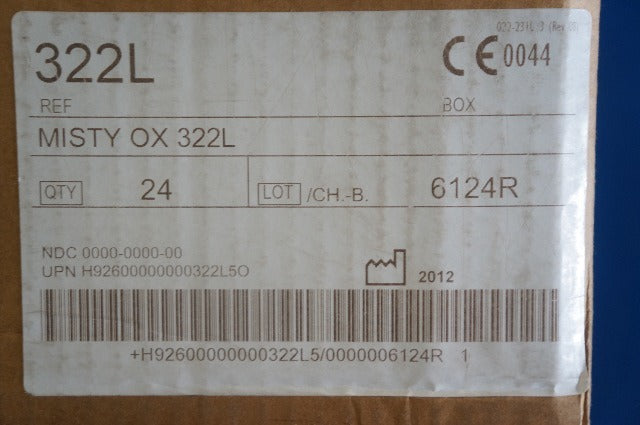 322L
CE 0044
REF
BOX
MISTY OX 322L
QTY 24 LOT /CH.-B. 6124R
NDC 0000-0000-00
UPN H92600000000322L5O
2012
+H92600000000322L5/0000006124R 1